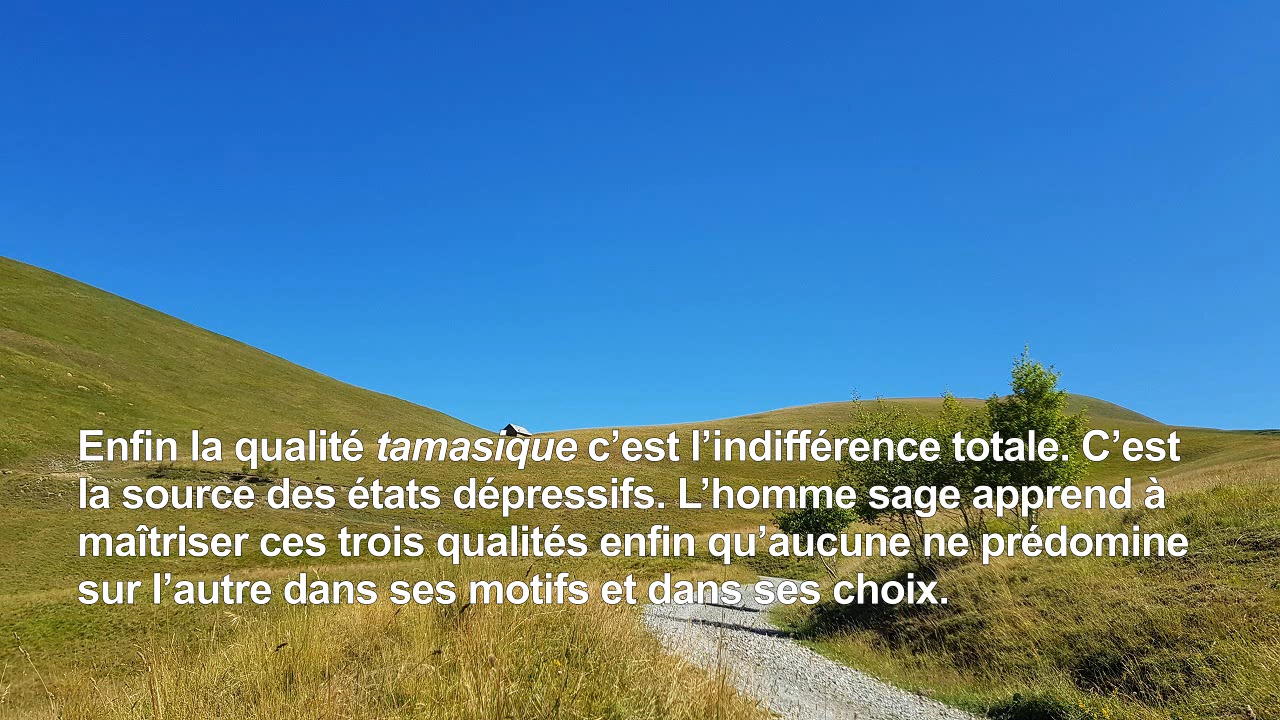 Enfin la qualité tamasique c’est l’indifférence totale. C’est
la source des états dépressifs. L’homme sage apprend à
maîtriser ces trois qualités enfin qu’aucune ne prédomine
sur l’autre dans ses motifs et dans ses choix.